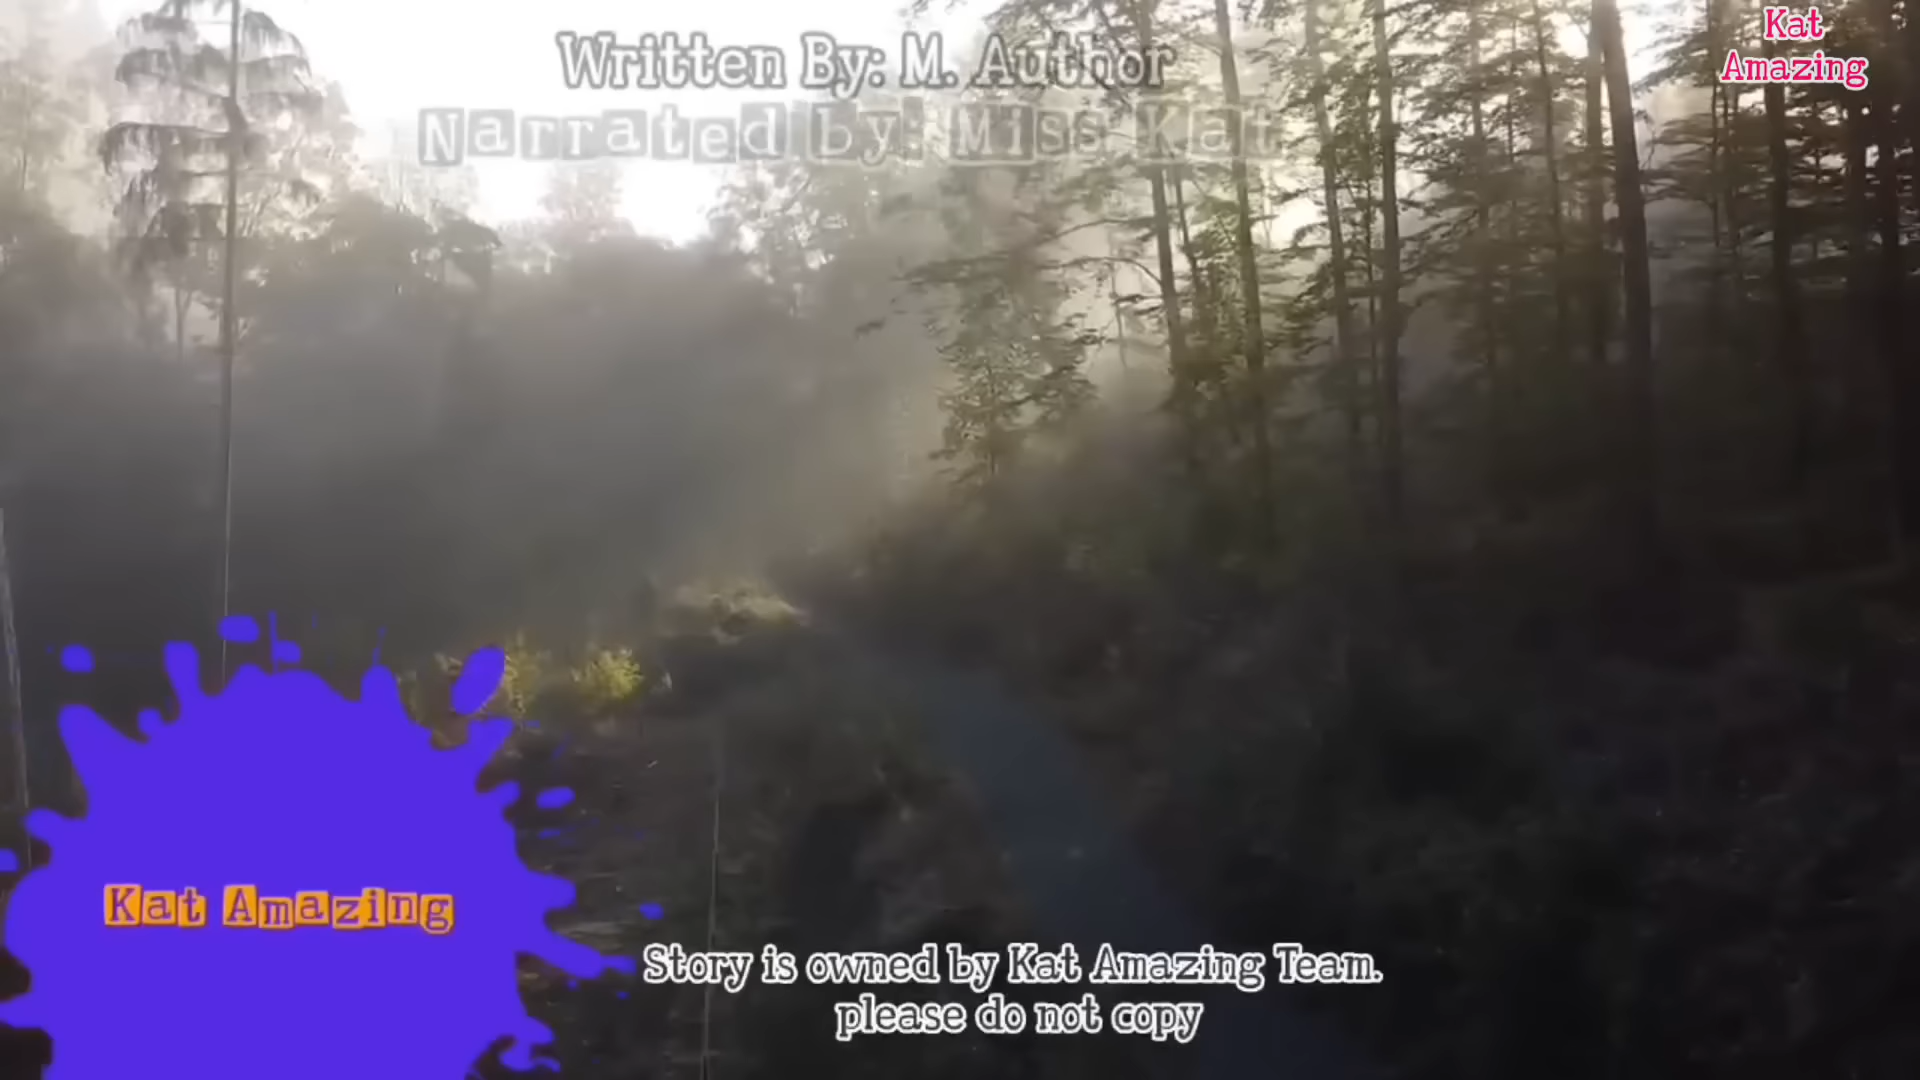 Written By: M. Author
Narrated by: Miss Kat
Kat
Amazing
Kat Amazing
Story is owned by Kat Amazing Team.
please do not copy